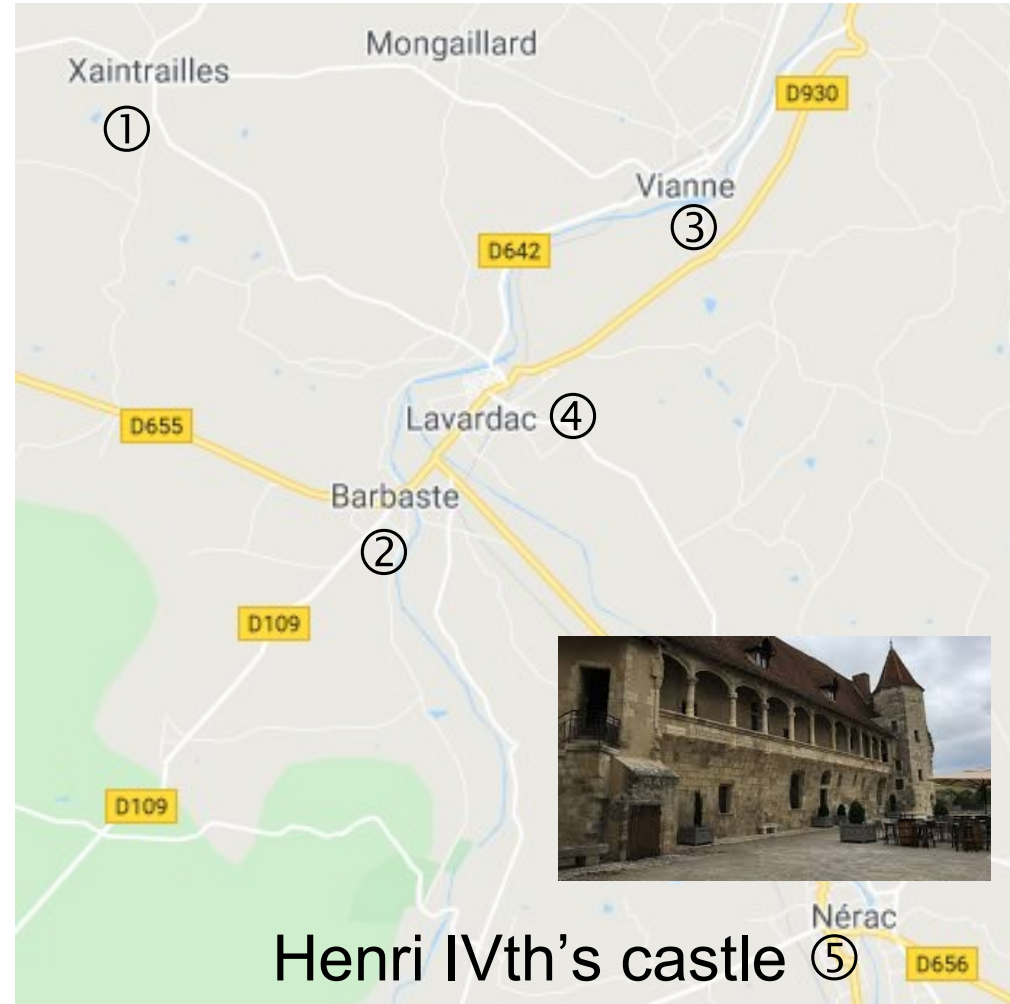 Mongaillard
Xaintrailles
①
D930
Vianne
③
D642
Lavardac ④
D655
Barbaste
②
D109
D109
Nérac
Henri IVth's castle ⑤
D656